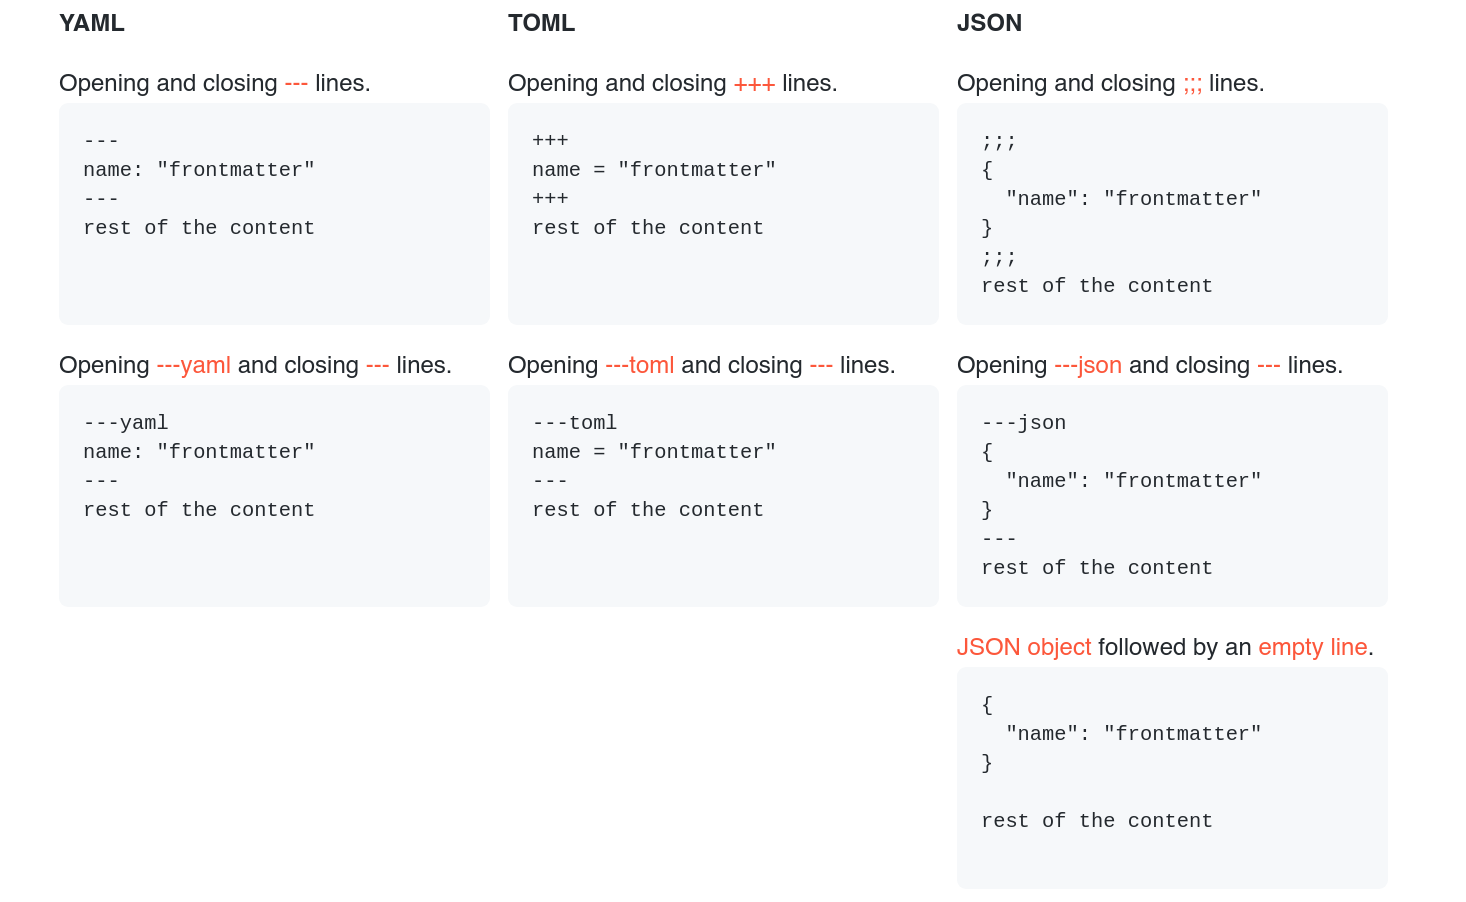 YAML
Opening and closing --- lines.
---
name: "frontmatter"
---
rest of the content
Opening ---yaml and closing --- lines.
---yaml
name: "frontmatter"
---
rest of the content
TOML
Opening and closing +++ lines.
+++
name = "frontmatter"
+++
rest of the content
Opening ---toml and closing --- lines.
---toml
name = "frontmatter"
---
rest of the content
JSON
Opening and closing ;;; lines.
;;;
{
  "name": "frontmatter"
}
;;;
rest of the content
Opening ---json and closing --- lines.
---json
{
  "name": "frontmatter"
}
---
rest of the content
JSON object followed by an empty line.
{
  "name": "frontmatter"
}

rest of the content